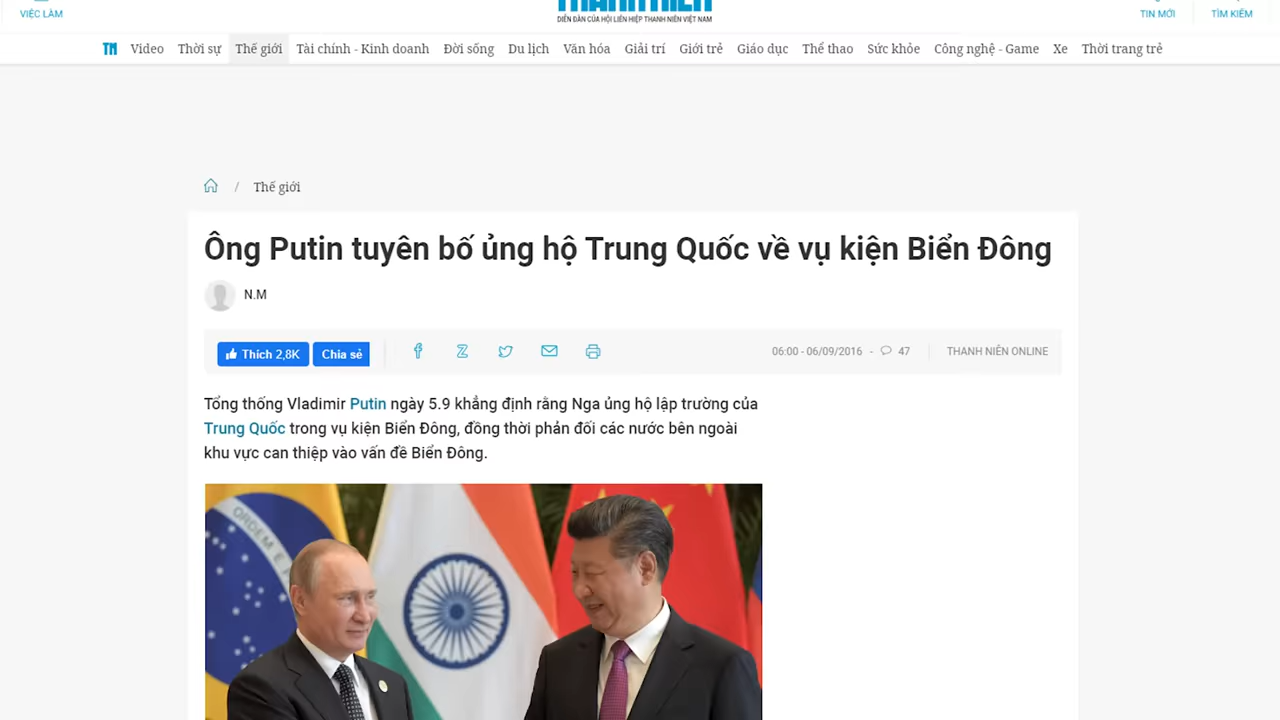 VIỆC LÀM
THANH NIÊN
DIỄN ĐÀN CỦA HỘI LIÊN HIỆP THANH NIÊN VIỆT NAM
TIN MỚI
TÌM KIẾM
TN Video Thời sự Thế giới Tài chính - Kinh doanh Đời sống Du lịch Văn hóa Giải trí Giới trẻ Giáo dục Thể thao Sức khỏe Công nghệ - Game Xe Thời trang trẻ
/ Thế giới
Ông Putin tuyên bố ủng hộ Trung Quốc về vụ kiện Biển Đông
N.M
Thích 2,8K Chia sẻ
06:00 - 06/09/2016 - 47 THANH NIÊN ONLINE
Tổng thống Vladimir Putin ngày 5.9 khẳng định rằng Nga ủng hộ lập trường của
Trung Quốc trong vụ kiện Biển Đông, đồng thời phản đối các nước bên ngoài
khu vực can thiệp vào vấn đề Biển Đông.
ORDEM E